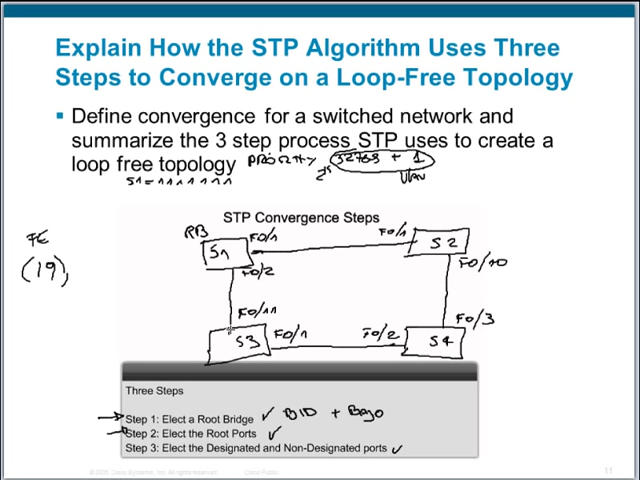 Explain How the STP Algorithm Uses Three
Steps to Converge on a Loop-Free Topology
Define convergence for a switched network and
summarize the 3 step process STP uses to create a
loop free topology
32768 + 1
STP Convergence Steps
FE
(19),
RB
S1
F0/1
F0/1
S2
F0/2
F0/10
F0/11
F0/3
S3
F0/1
F0/2
S4
Three Steps
Step 1: Elect a Root Bridge ✓ BID + Bajo
Step 2: Elect the Root Ports ✓
Step 3: Elect the Designated and Non-Designated ports ✓
Cisco Public
11